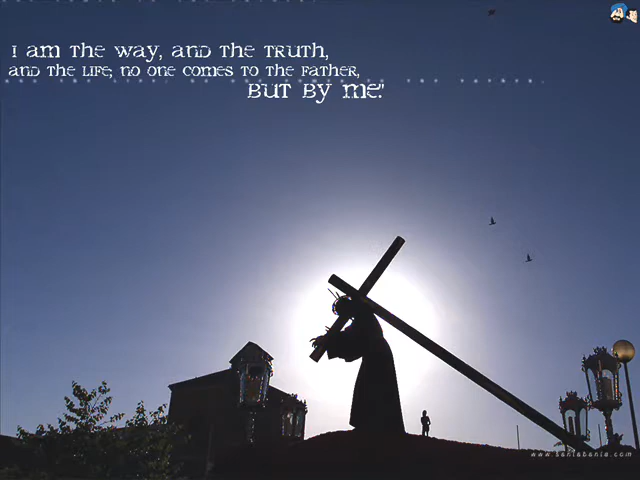 I am the way, and the truth,
and the life; no one comes to the Father,
but by me."
www.santabanta.com